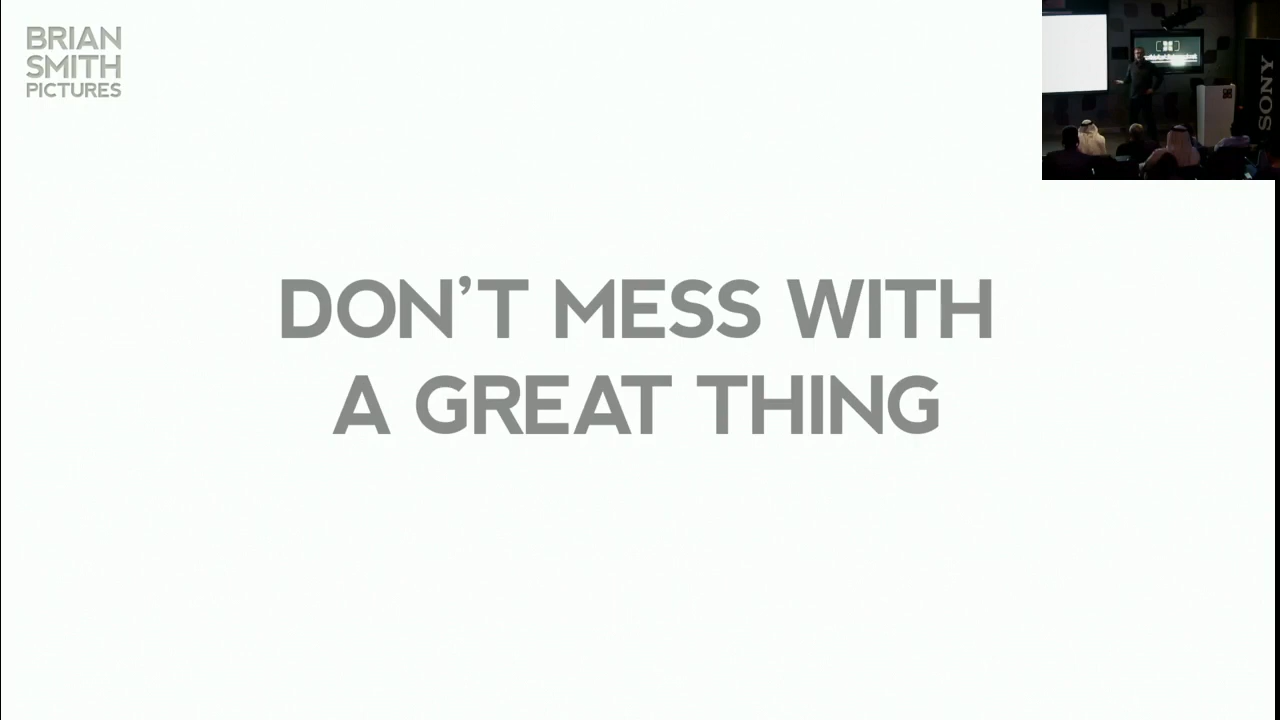 BRIAN
SMITH
PICTURES
SONY
DON'T MESS WITH
A GREAT THING